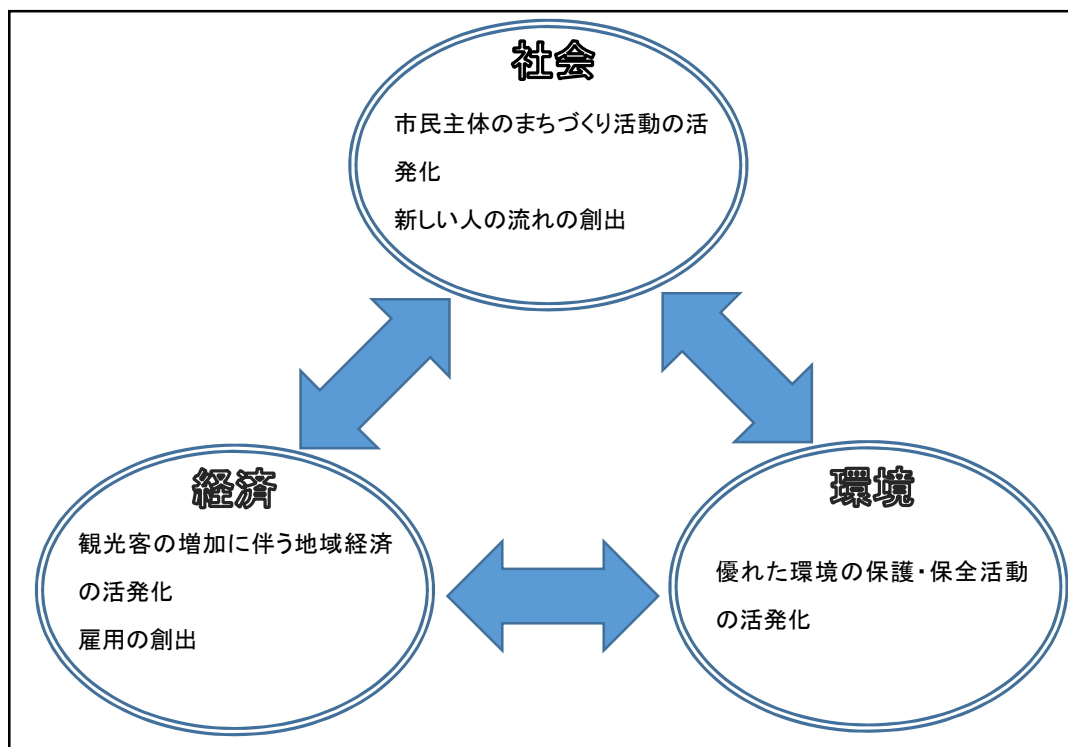 社会
市民主体のまちづくり活動の活
発化
新しい人の流れの創出
経済
観光客の増加に伴う地域経済
の活発化
雇用の創出
環境
優れた環境の保護・保全活動
の活発化